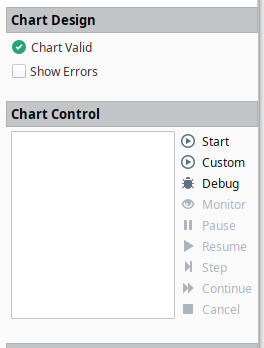 Chart Design
Chart Valid
Show Errors
Chart Control
Start
Custom
Debug
Monitor
Pause
Resume
Step
Continue
Cancel